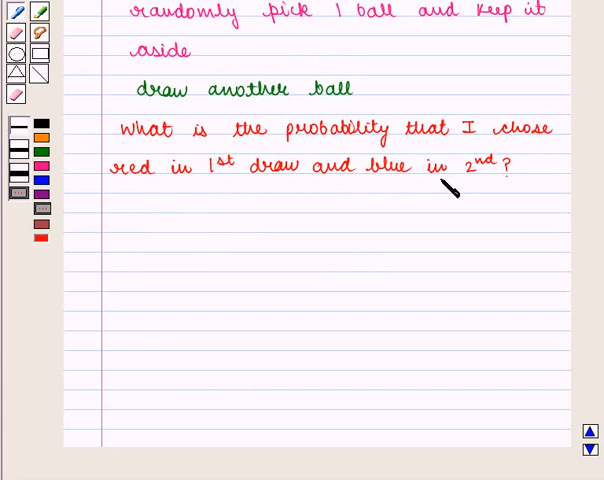 randomly pick 1 ball and keep it
aside
draw another ball
What is the probability that I chose
red in 1st draw and blue in 2nd?